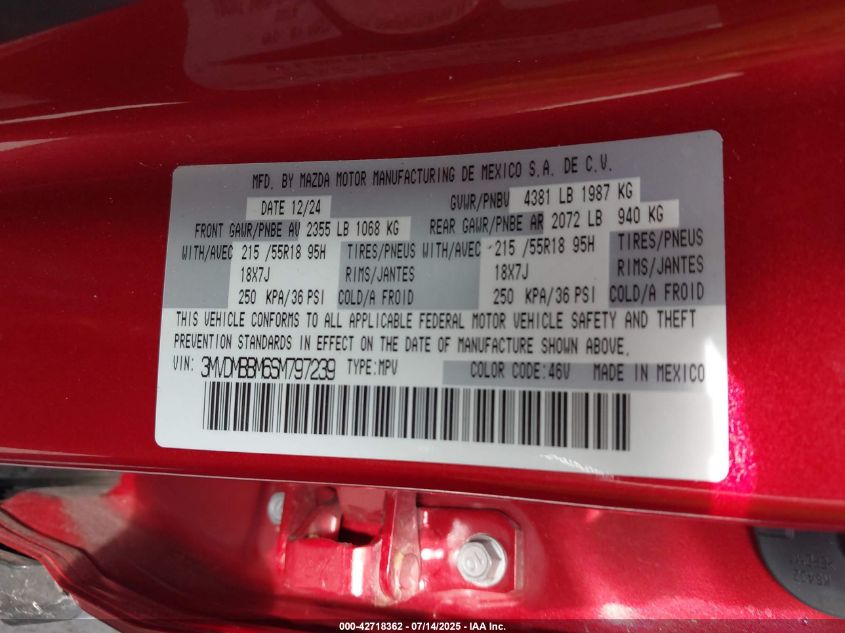 MFD. BY MAZDA MOTOR MANUFACTURING DE MEXICO S.A. DE C.V.
DATE 12/24 GVWR/PNBV 4381 LB 1987 KG
FRONT GAWR/PNBE AV 2355 LB 1068 KG REAR GAWR/PNBE AR 2072 LB 940 KG
WITH/AVEC 215 /55R18 95H TIRES/PNEUS WITH/AVEC 215 /55R18 95H TIRES/PNEUS
18X7J RIMS/JANTES 18X7J RIMS/JANTES
250 KPA/36 PSI COLD/A FROID 250 KPA/36 PSI COLD/A FROID
THIS VEHICLE CONFORMS TO ALL APPLICABLE FEDERAL MOTOR VEHICLE SAFETY AND THEFT
PREVENTION STANDARDS IN EFFECT ON THE DATE OF MANUFACTURE SHOWN ABOVE.
VIN: 3MVDMBBM6SM797239 TYPE:MPV COLOR CODE:46V MADE IN MEXICO
000-42718362 - 07/14/2025 - IAA Inc.